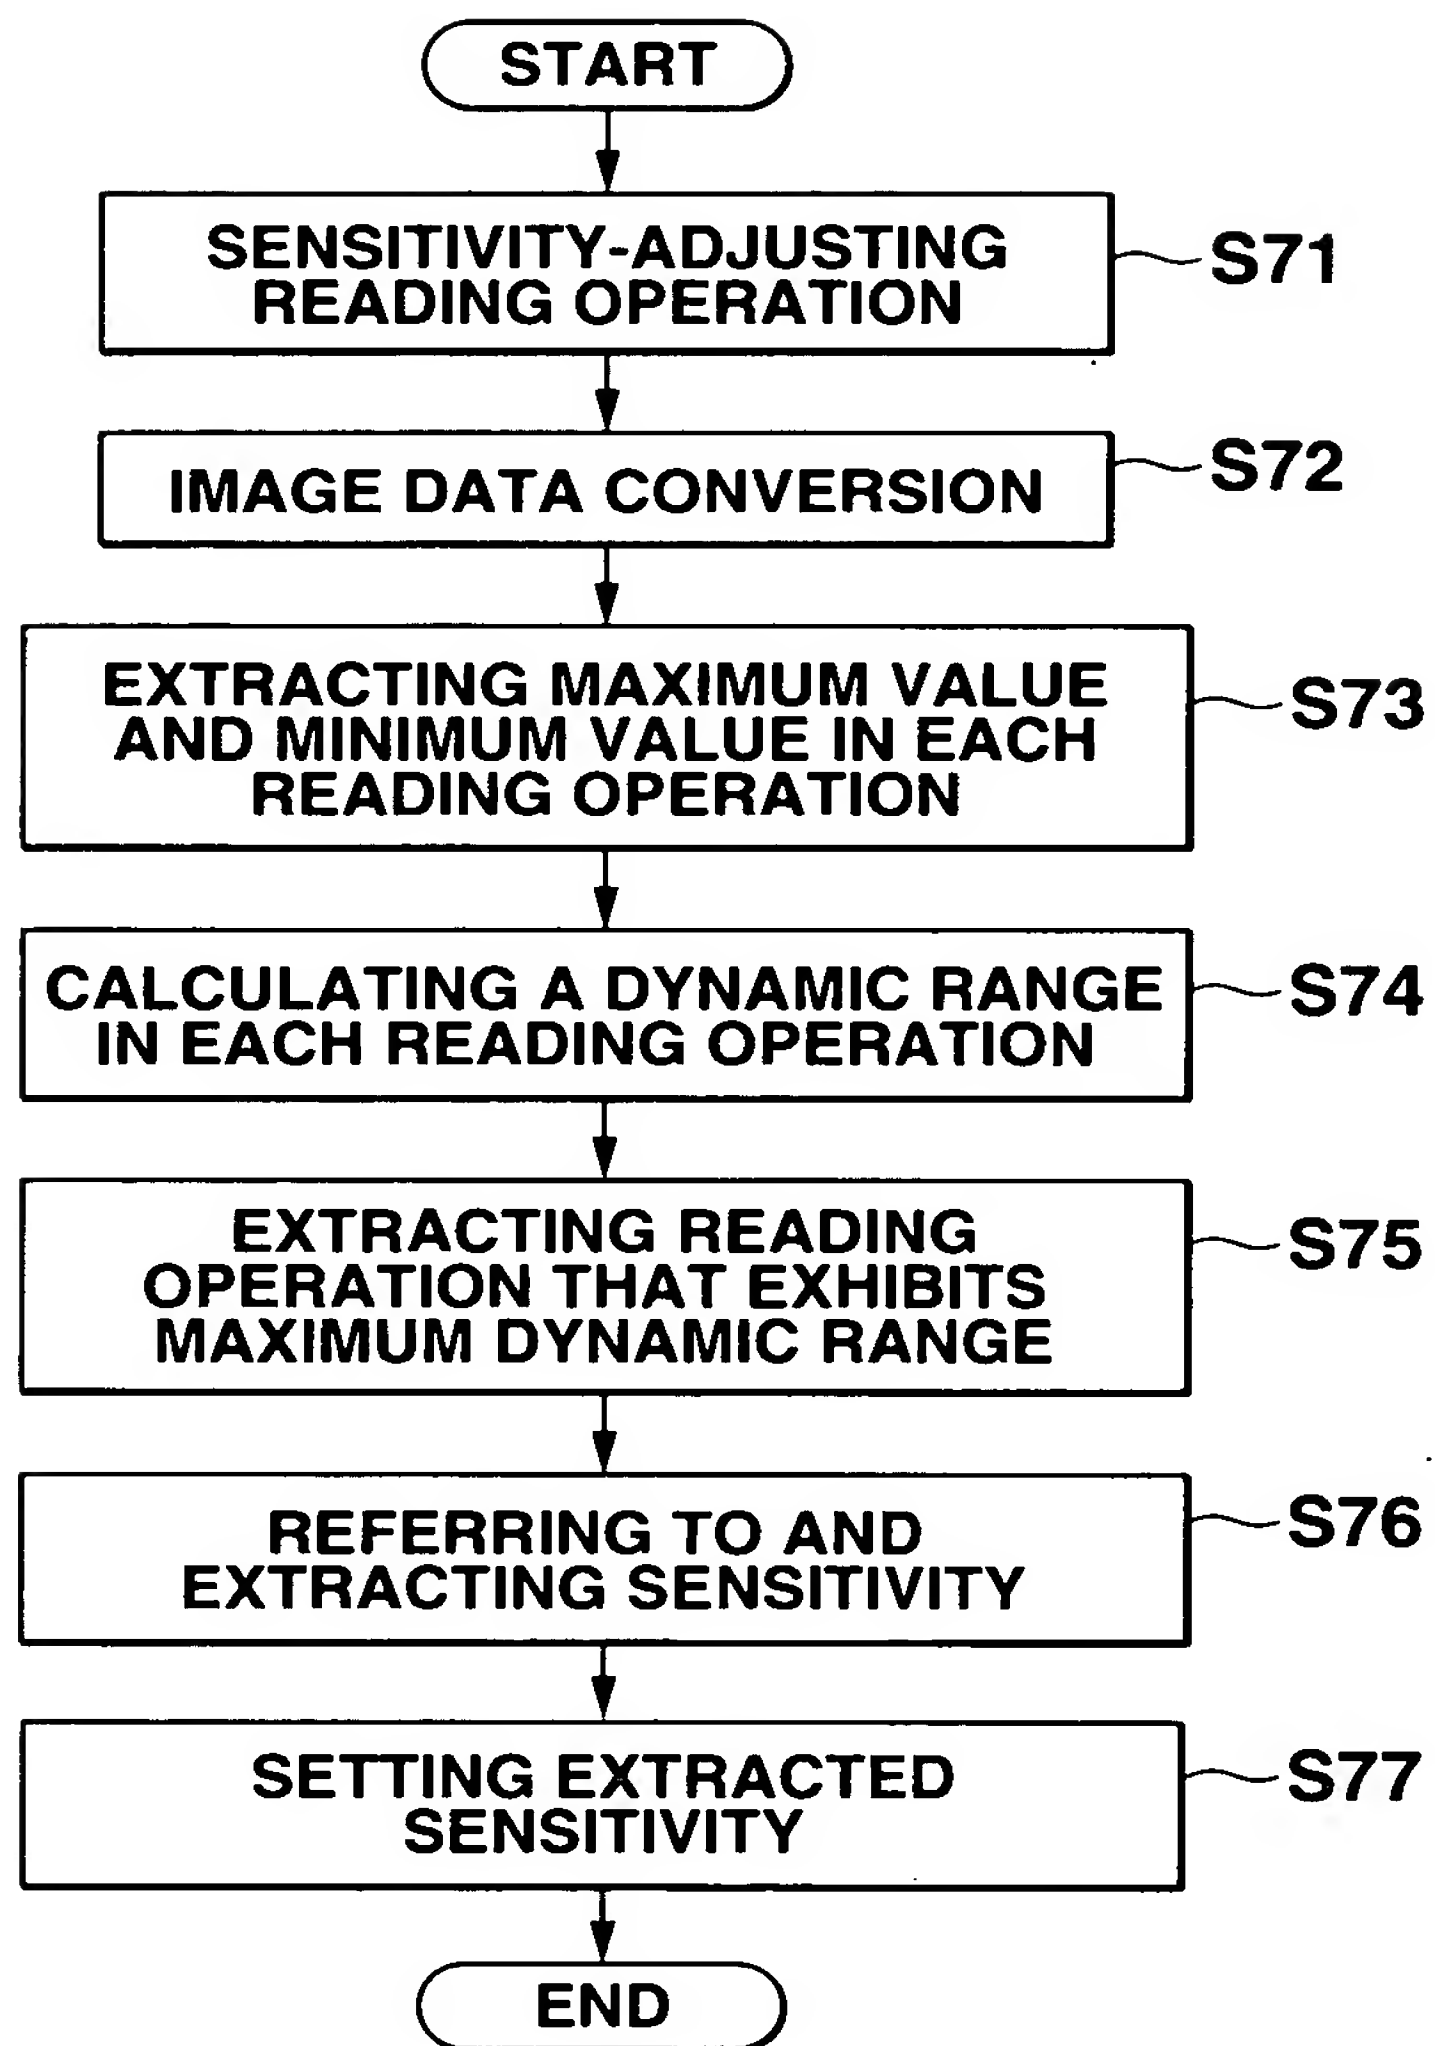 START
SENSITIVITY-ADJUSTING
READING OPERATION
S71
IMAGE DATA CONVERSION
S72
EXTRACTING MAXIMUM VALUE
AND MINIMUM VALUE IN EACH
READING OPERATION
S73
CALCULATING A DYNAMIC RANGE
IN EACH READING OPERATION
S74
EXTRACTING READING
OPERATION THAT EXHIBITS
MAXIMUM DYNAMIC RANGE
S75
REFERRING TO AND
EXTRACTING SENSITIVITY
S76
SETTING EXTRACTED
SENSITIVITY
S77
END